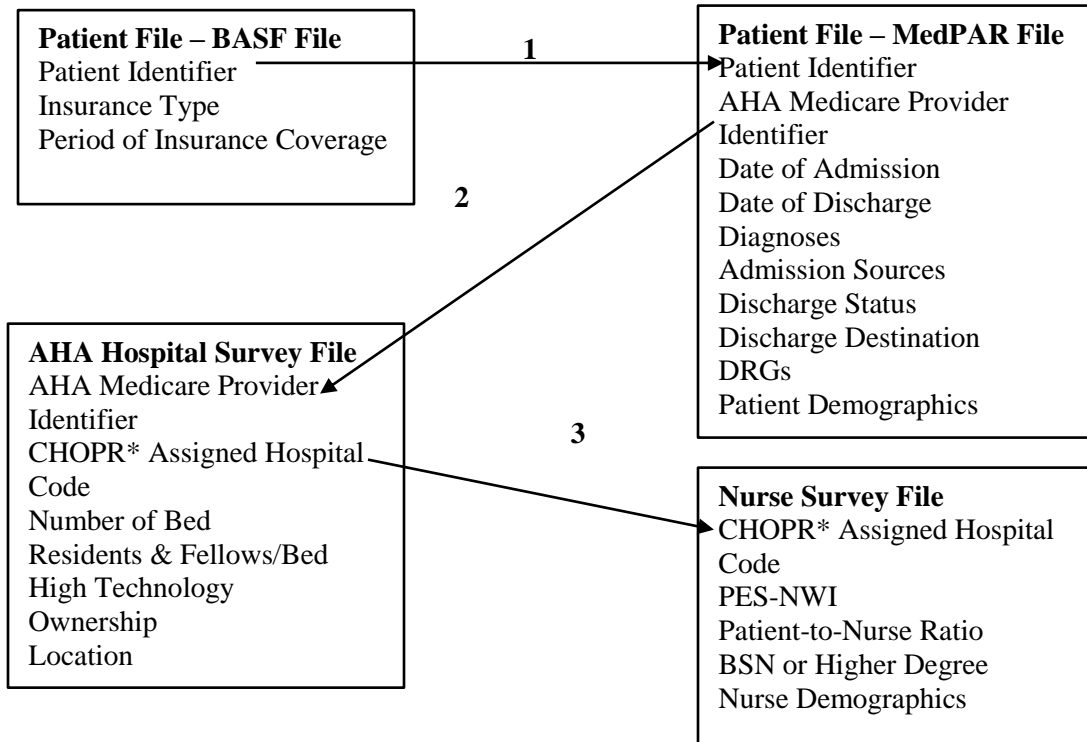 Patient File – BASF File
Patient Identifier
Insurance Type
Period of Insurance Coverage
1
Patient File – MedPAR File
Patient Identifier
AHA Medicare Provider
Identifier
Date of Admission
Date of Discharge
Diagnoses
Admission Sources
Discharge Status
Discharge Destination
DRGs
Patient Demographics
2
AHA Hospital Survey File
AHA Medicare Provider
Identifier
CHOPR* Assigned Hospital
Code
Number of Bed
Residents & Fellows/Bed
High Technology
Ownership
Location
3
Nurse Survey File
CHOPR* Assigned Hospital
Code
PES-NWI
Patient-to-Nurse Ratio
BSN or Higher Degree
Nurse Demographics